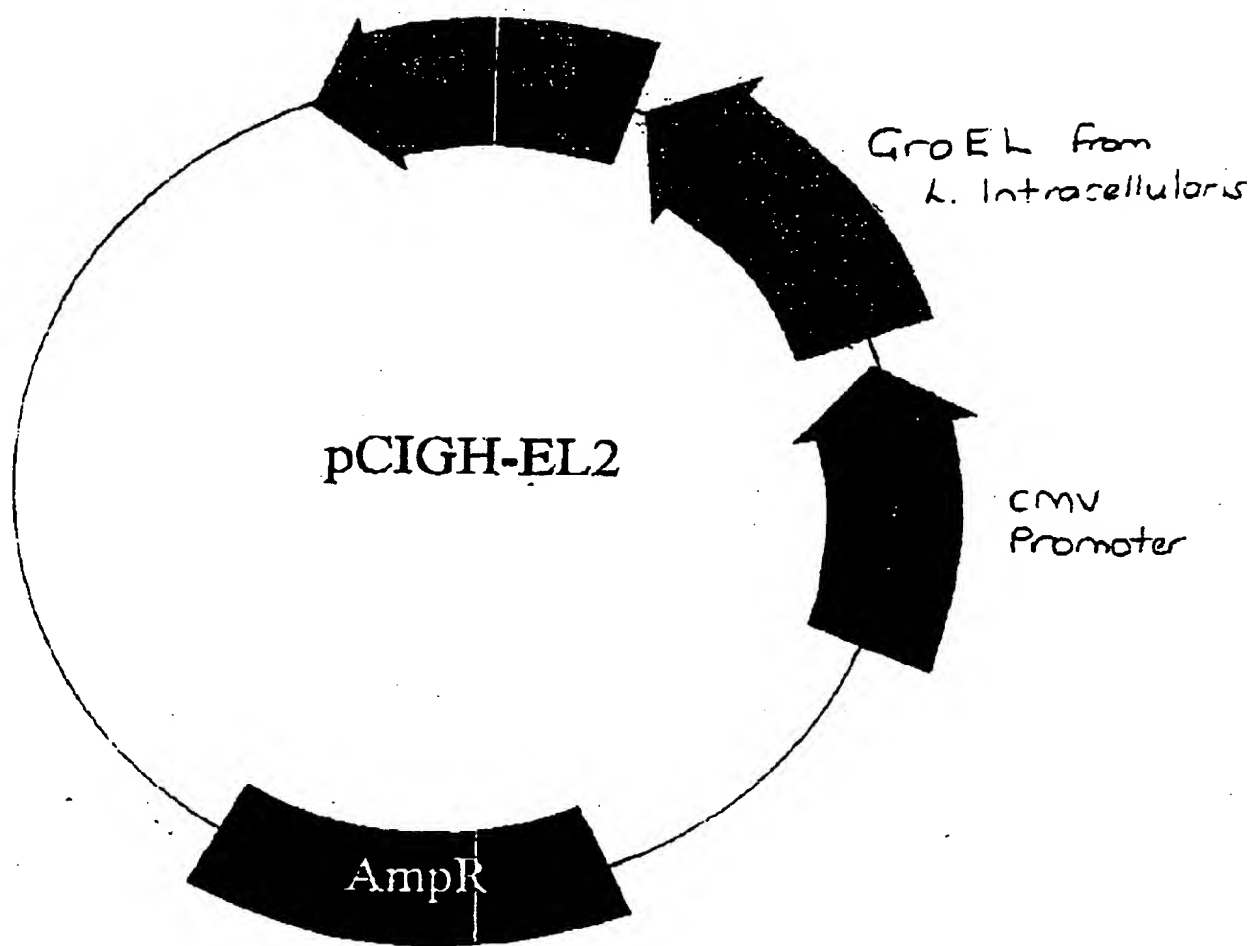 GroEL from
L. Intracellularis
pCIGH-EL2
CMV
Promoter
AmpR